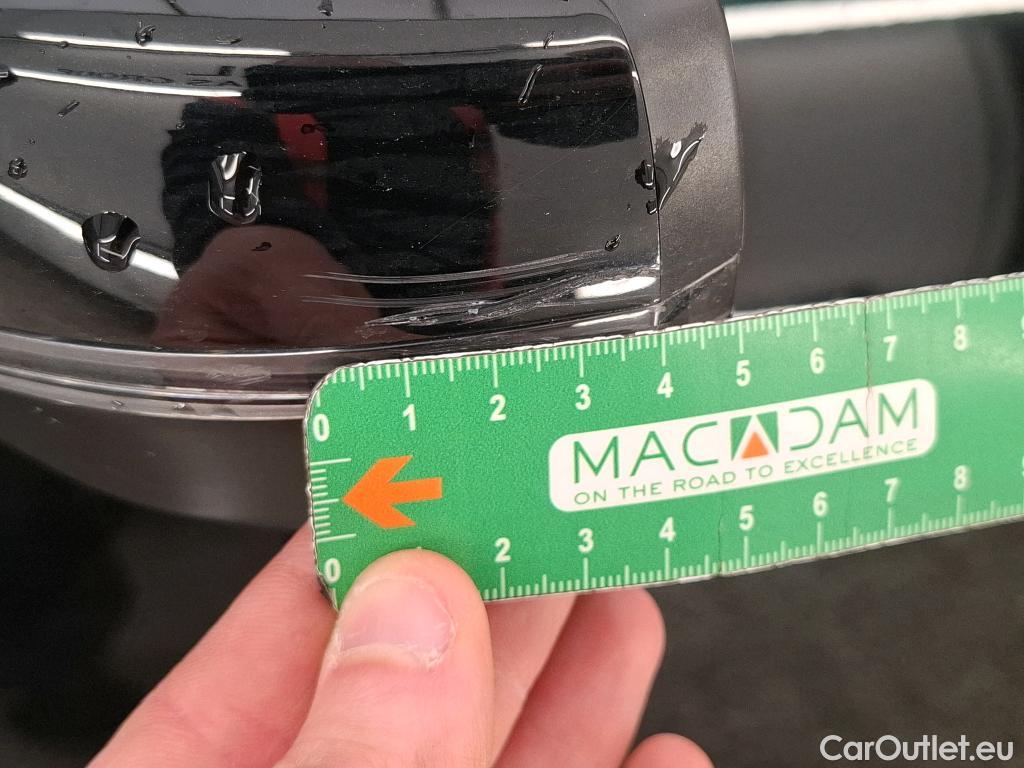 0 1 2 3 4 5 6 7 8
MACADAM
ON THE ROAD TO EXCELLENCE
0 2 3 4 5 6 7 8
CarOutlet.eu